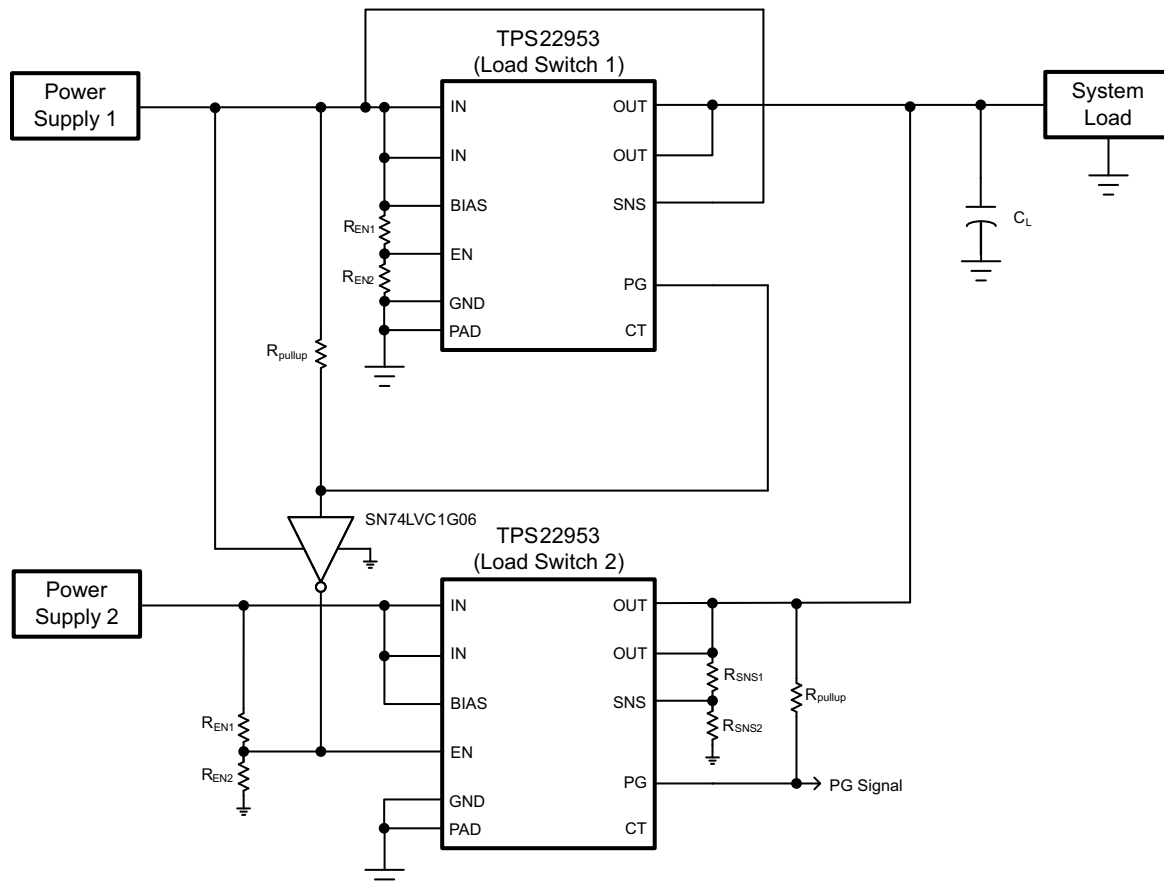 TPS22953
(Load Switch 1)
Power
Supply 1
IN
IN
BIAS
EN
GND
PAD
OUT
OUT
SNS
PG
CT
R_EN1
R_EN2
R_pullup
System
Load
C_L
SN74LVC1G06
TPS22953
(Load Switch 2)
Power
Supply 2
IN
IN
BIAS
EN
GND
PAD
OUT
OUT
SNS
PG
CT
R_EN1
R_EN2
R_SNS1
R_SNS2
R_pullup
PG Signal